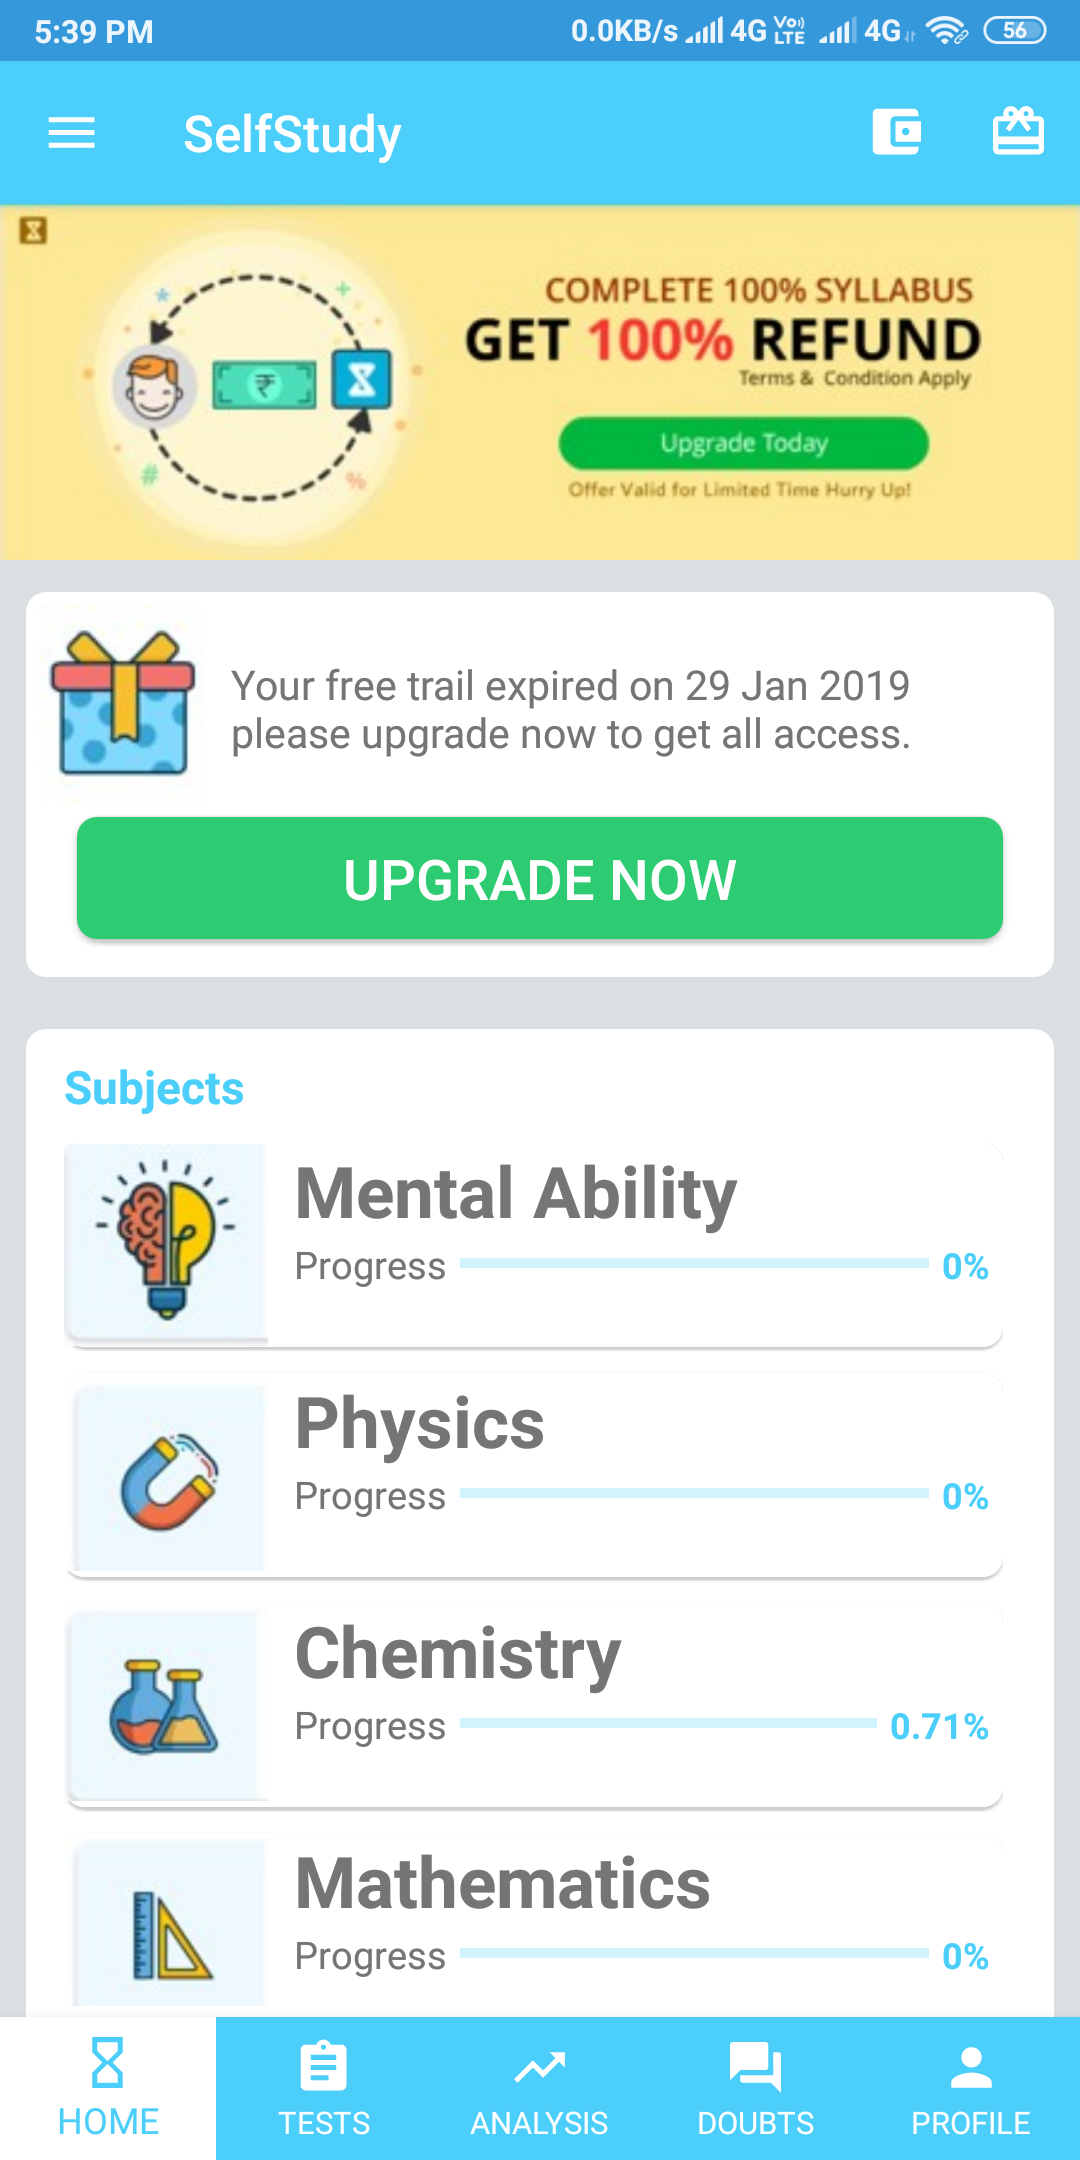 5:39 PM 0.0KB/s 4G VoLTE 4G 56
SelfStudy
COMPLETE 100% SYLLABUS
GET 100% REFUND
Terms & Condition Apply
Upgrade Today
Offer Valid for Limited Time Hurry Up!
Your free trail expired on 29 Jan 2019
please upgrade now to get all access.
UPGRADE NOW
Subjects
Mental Ability
Progress 0%
Physics
Progress 0%
Chemistry
Progress 0.71%
Mathematics
Progress 0%
HOME TESTS ANALYSIS DOUBTS PROFILE